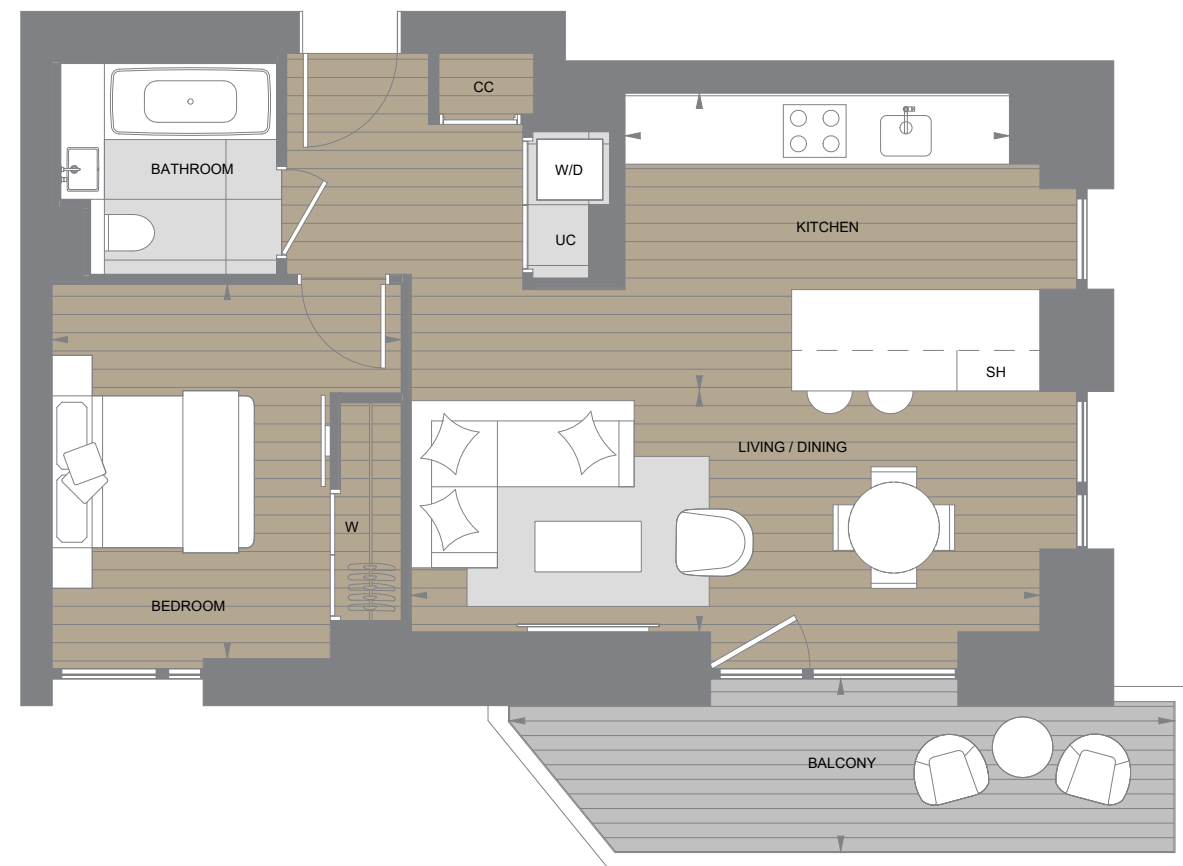 CC
BATHROOM
W/D
KITCHEN
UC
SH
LIVING / DINING
W
BEDROOM
BALCONY